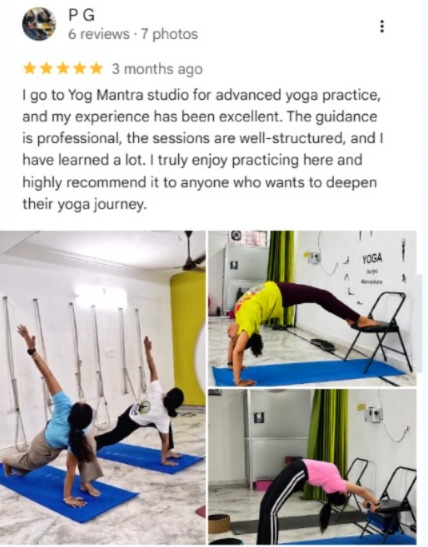 P G
6 reviews · 7 photos
3 months ago
I go to Yog Mantra studio for advanced yoga practice,
and my experience has been excellent. The guidance
is professional, the sessions are well-structured, and I
have learned a lot. I truly enjoy practicing here and
highly recommend it to anyone who wants to deepen
their yoga journey.
YOGA